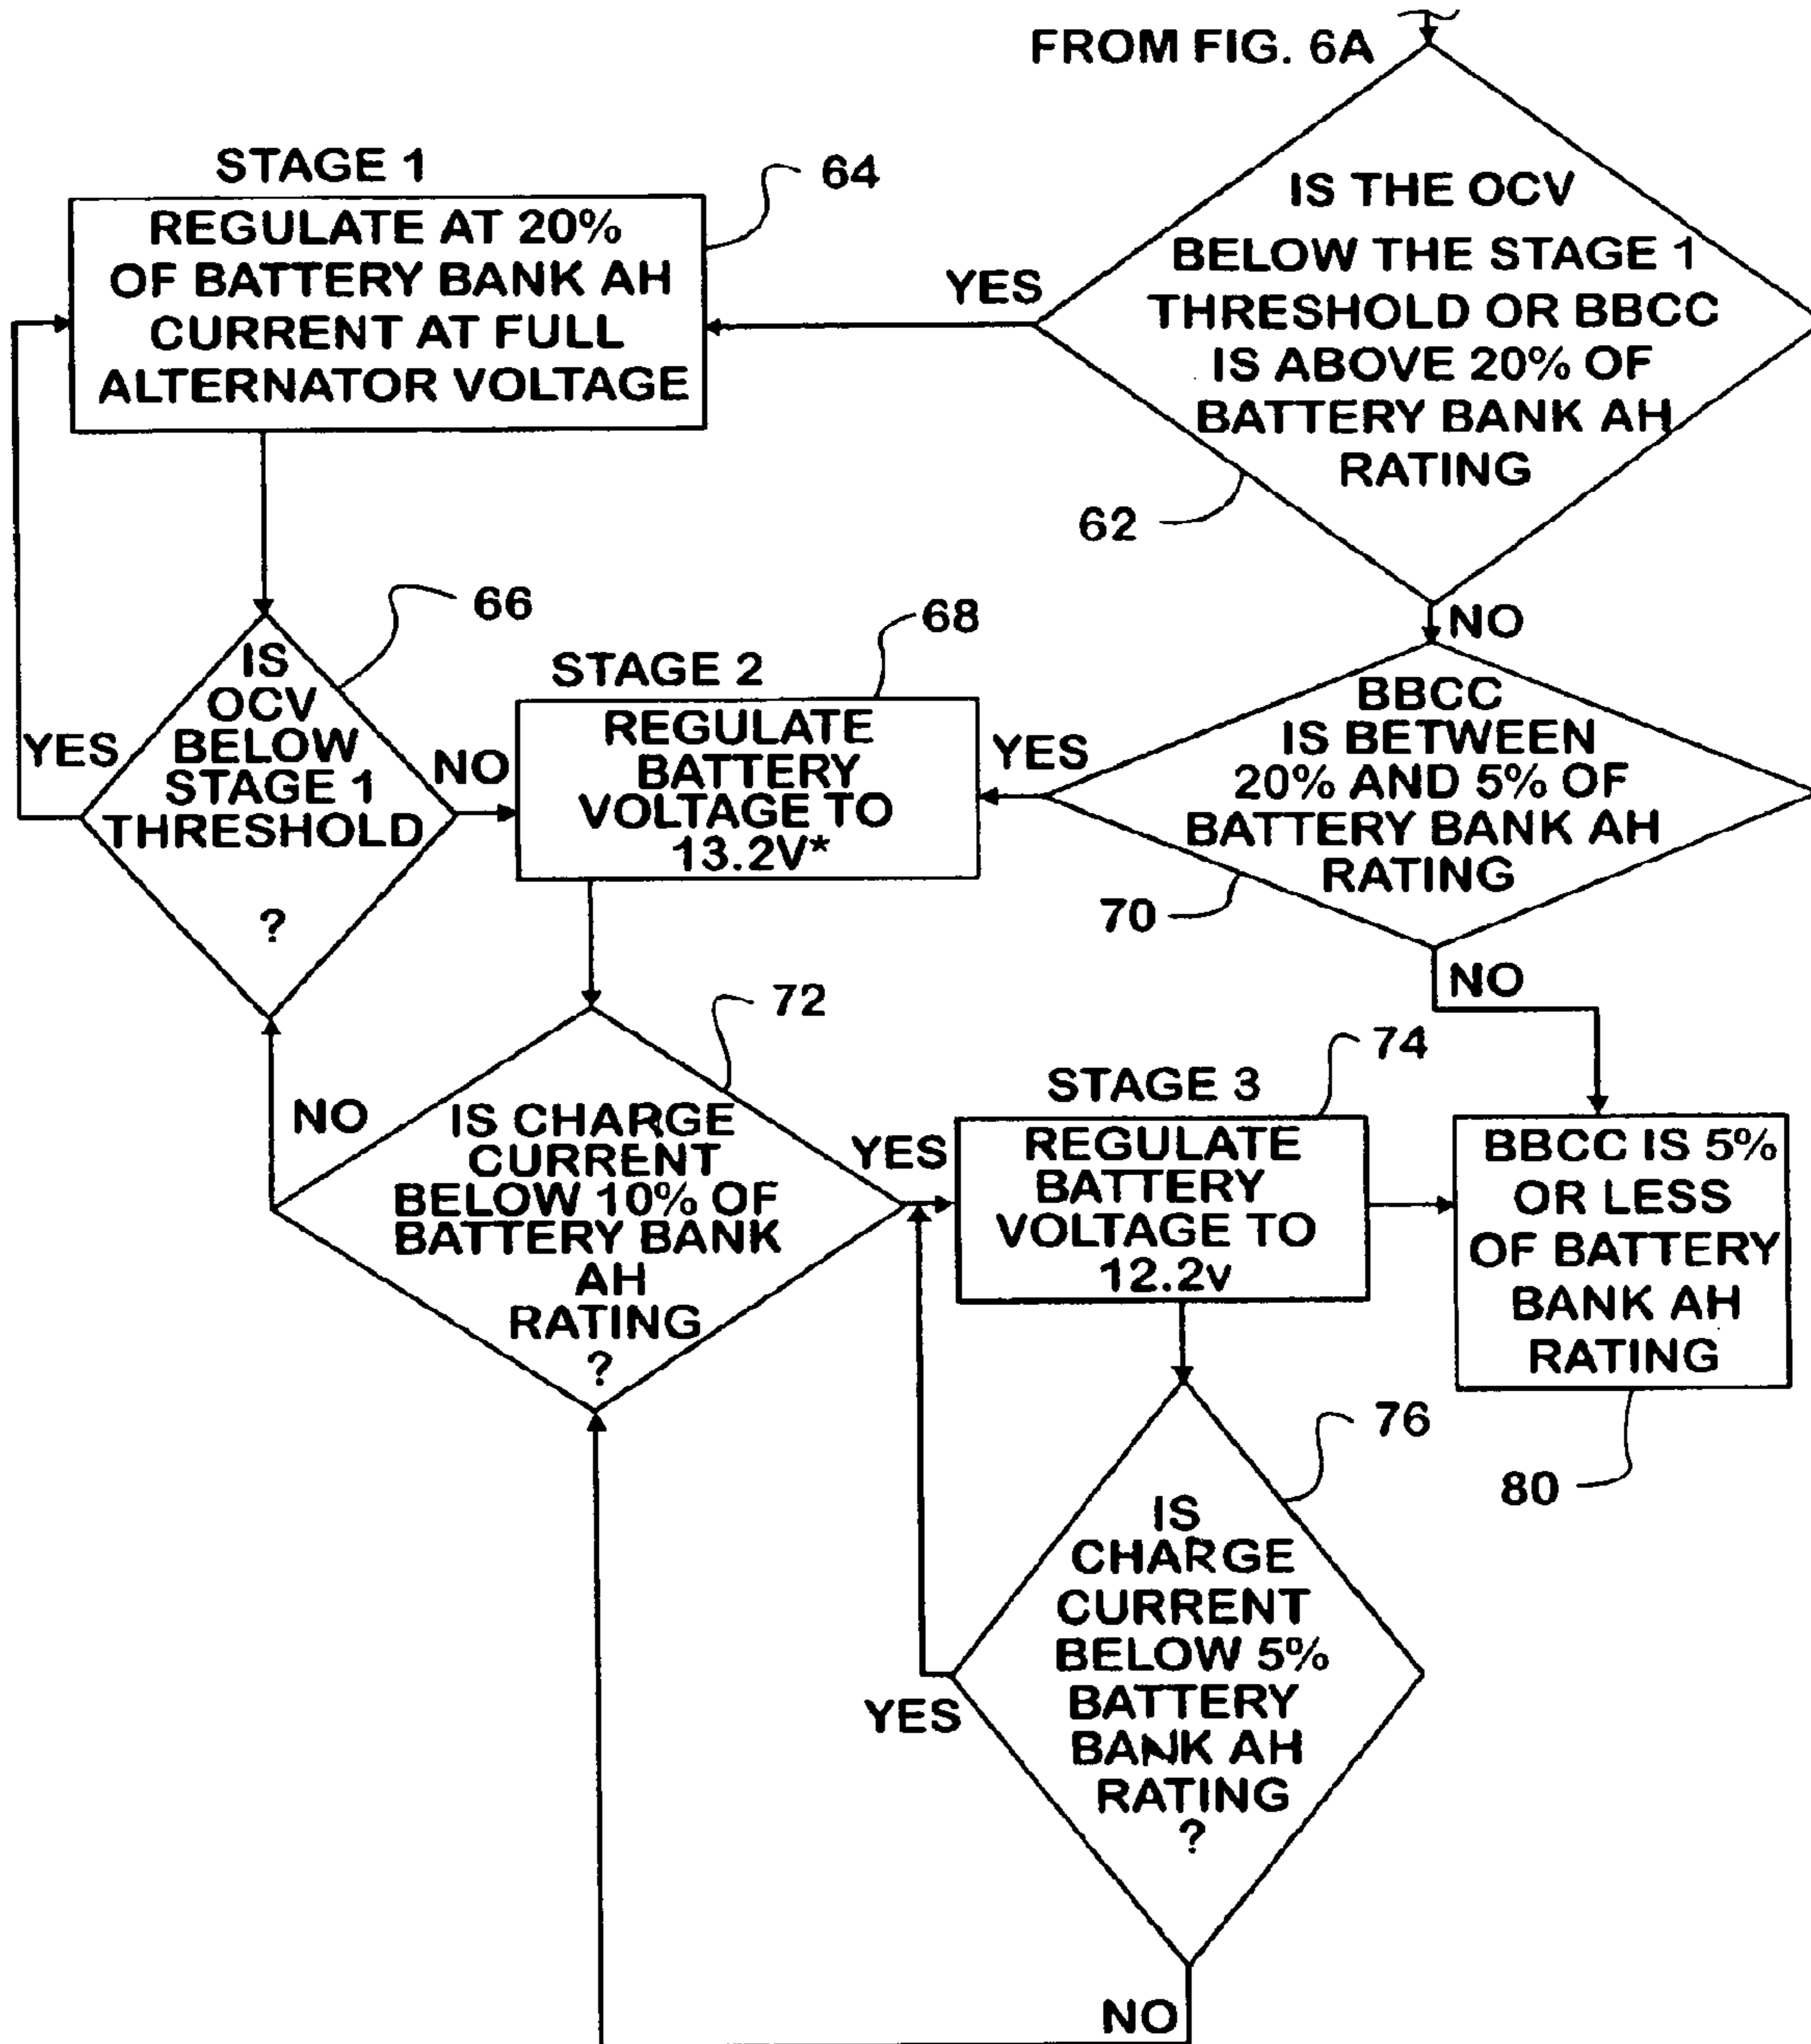 FROM FIG. 6A
STAGE 1
64
REGULATE AT 20%
OF BATTERY BANK AH
CURRENT AT FULL
ALTERNATOR VOLTAGE
IS THE OCV
BELOW THE STAGE 1
THRESHOLD OR BBCC
IS ABOVE 20% OF
BATTERY BANK AH
RATING
YES
62
NO
66
IS
OCV
BELOW
STAGE 1
THRESHOLD
?
YES
NO
68
STAGE 2
REGULATE
BATTERY
VOLTAGE TO
13.2V*
YES
BBCC
IS BETWEEN
20% AND 5% OF
BATTERY BANK AH
RATING
70
NO
72
IS CHARGE
CURRENT
BELOW 10% OF
BATTERY BANK
AH
RATING
?
NO
YES
74
STAGE 3
REGULATE
BATTERY
VOLTAGE TO
12.2v
BBCC IS 5%
OR LESS
OF BATTERY
BANK AH
RATING
80
76
IS
CHARGE
CURRENT
BELOW 5%
BATTERY
BANK AH
RATING
?
YES
NO